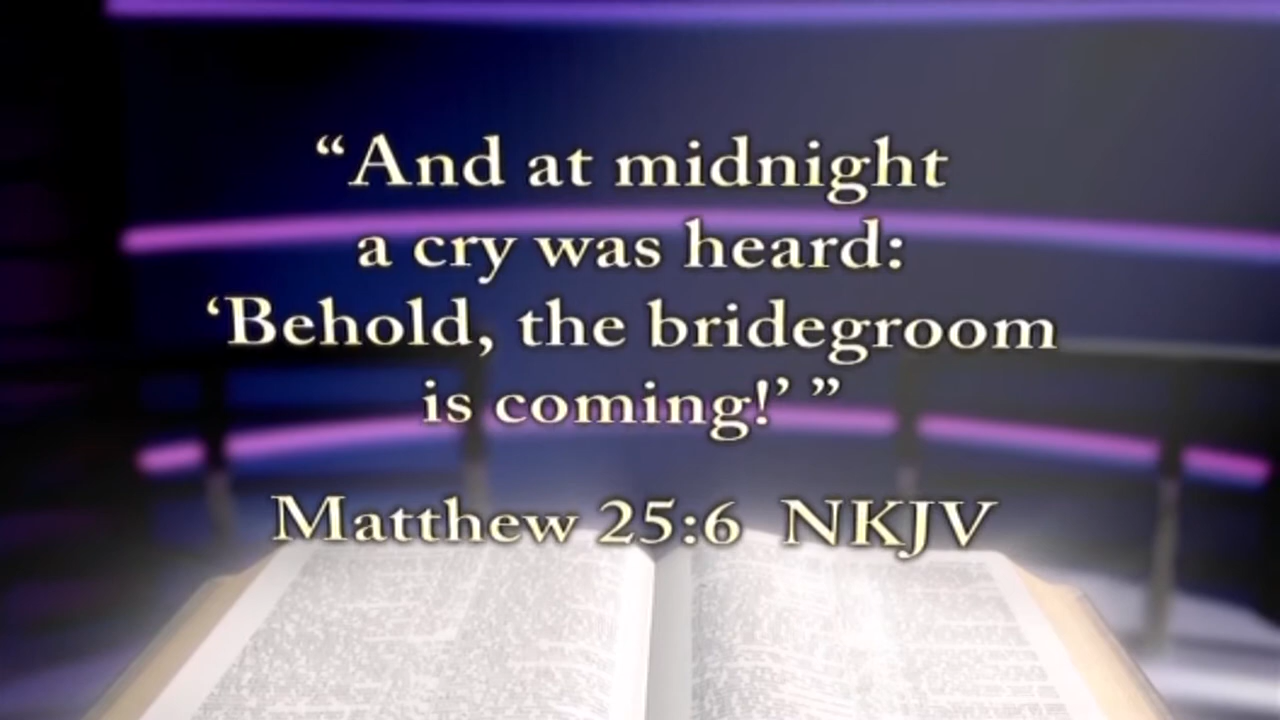 “And at midnight
a cry was heard:
‘Behold, the bridegroom
is coming!’ ”
Matthew 25:6 NKJV